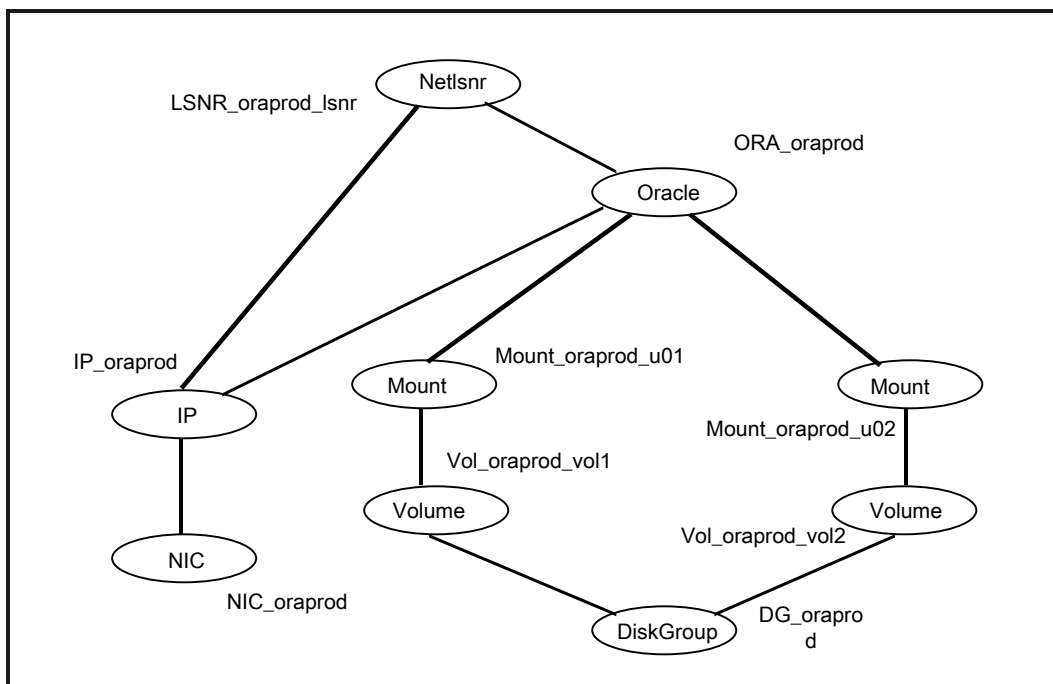 Netlsnr
LSNR_oraprod_lsnr
ORA_oraprod
Oracle
IP_oraprod
Mount_oraprod_u01
Mount
Mount
IP
Mount_oraprod_u02
Vol_oraprod_vol1
Volume
Volume
Vol_oraprod_vol2
NIC
NIC_oraprod
DiskGroup
DG_orapro
d